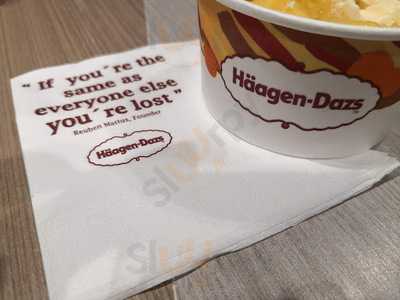 " If you´re the
same as
everyone else
you´re lost "
Reuben Mattus, Founder
Häagen-Dazs
Häagen-Dazs